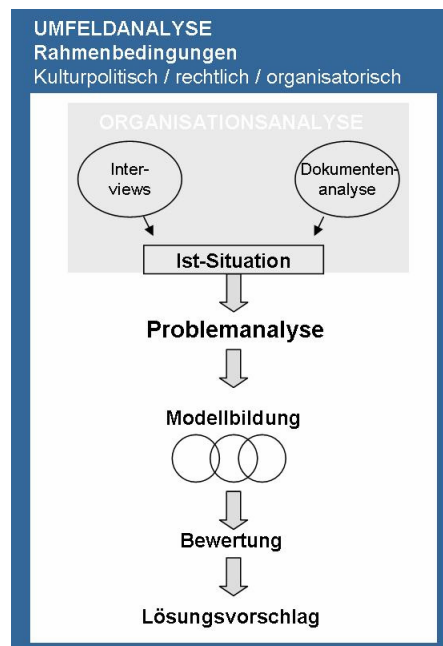 UMFELDANALYSE
Rahmenbedingungen
Kulturpolitisch / rechtlich / organisatorisch
ORGANISATIONSANALYSE
Inter-
views
Dokumenten-
analyse
Ist-Situation
Problemanalyse
Modellbildung
Bewertung
Lösungsvorschlag